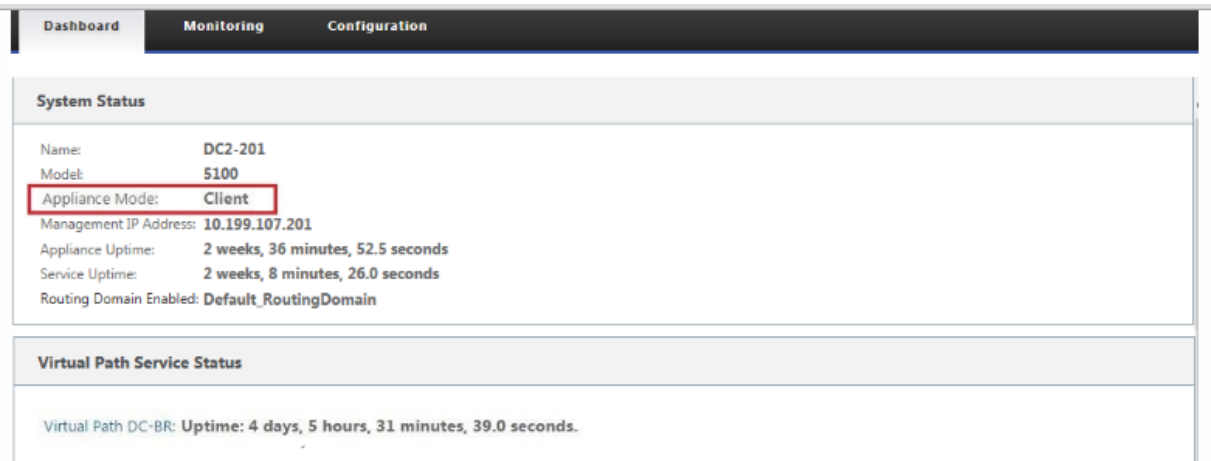 Dashboard Monitoring Configuration
System Status
Name: DC2-201
Model: 5100
Appliance Mode: Client
Management IP Address: 10.199.107.201
Appliance Uptime: 2 weeks, 36 minutes, 52.5 seconds
Service Uptime: 2 weeks, 8 minutes, 26.0 seconds
Routing Domain Enabled: Default_RoutingDomain
Virtual Path Service Status
Virtual Path DC-BR: Uptime: 4 days, 5 hours, 31 minutes, 39.0 seconds.